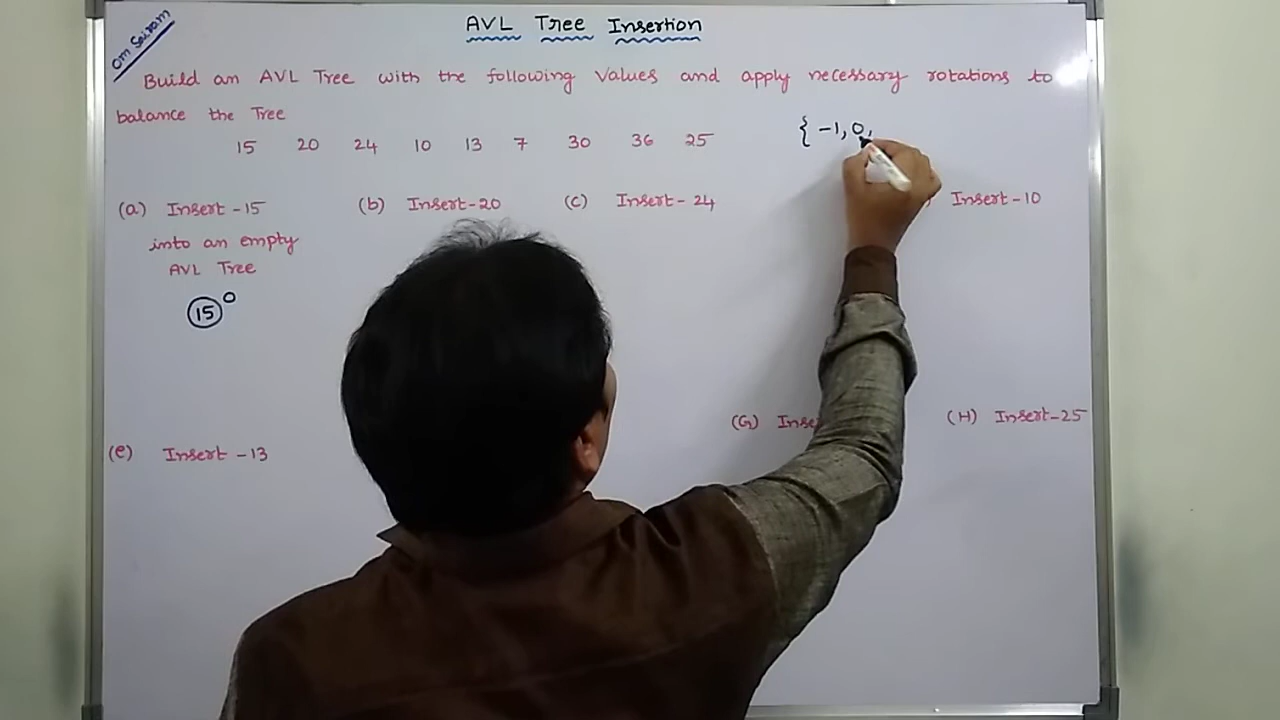 Om Sairam
AVL Tree Insertion
Build an AVL Tree with the following Values and apply necessary rotations to
balance the Tree
15 20 24 10 13 7 30 36 25
{ -1, 0,
(a) Insert -15
into an empty
AVL Tree
15 0
(b) Insert-20
(C) Insert - 24
Insert-10
(e) Insert -13
(G)
(H) Insert-25